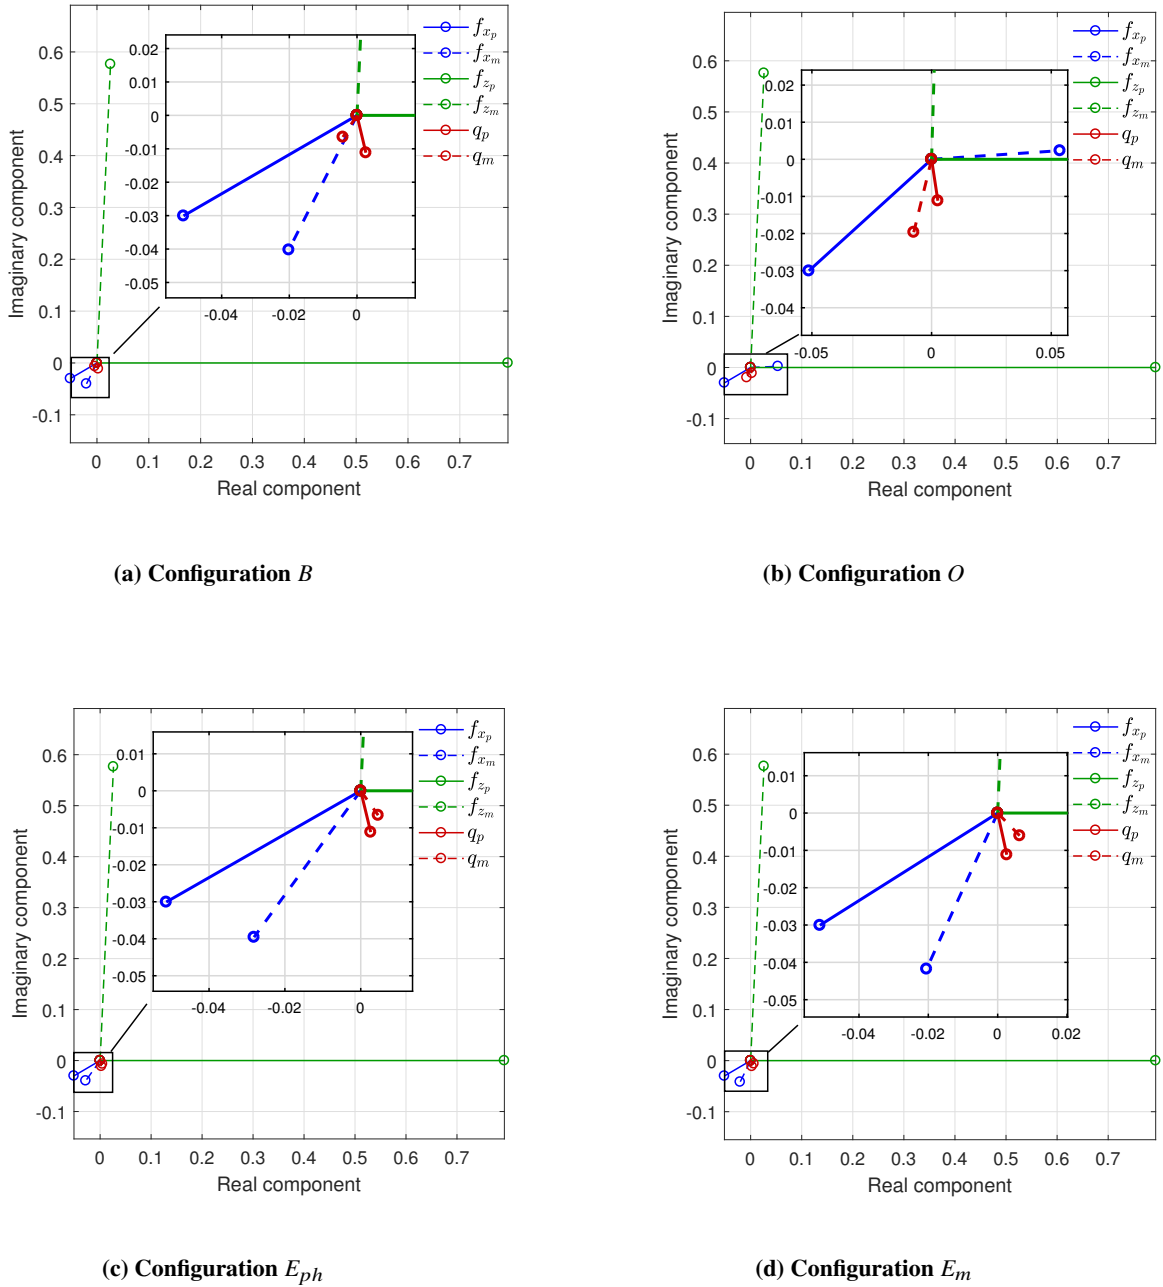 0.6
0.5
0.4
0.3
0.2
0.1
0
-0.1
Imaginary component
0 0.1 0.2 0.3 0.4 0.5 0.6 0.7
Real component
0.02
0.01
0
-0.01
-0.02
-0.03
-0.04
-0.05
-0.04 -0.02 0
f_{x_p}
f_{x_m}
f_{z_p}
f_{z_m}
q_p
q_m
(a) Configuration B
0.6
0.5
0.4
0.3
0.2
0.1
0
-0.1
Imaginary component
0 0.1 0.2 0.3 0.4 0.5 0.6 0.7
Real component
0.02
0.01
0
-0.01
-0.02
-0.03
-0.04
-0.05 0 0.05
f_{x_p}
f_{x_m}
f_{z_p}
f_{z_m}
q_p
q_m
(b) Configuration O
0.6
0.5
0.4
0.3
0.2
0.1
0
-0.1
Imaginary component
0 0.1 0.2 0.3 0.4 0.5 0.6 0.7
Real component
0.01
0
-0.01
-0.02
-0.03
-0.04
-0.05
-0.04 -0.02 0
f_{x_p}
f_{x_m}
f_{z_p}
f_{z_m}
q_p
q_m
(c) Configuration E_{ph}
0.6
0.5
0.4
0.3
0.2
0.1
0
-0.1
Imaginary component
0 0.1 0.2 0.3 0.4 0.5 0.6 0.7
Real component
0.01
0
-0.01
-0.02
-0.03
-0.04
-0.05
-0.04 -0.02 0 0.02
f_{x_p}
f_{x_m}
f_{z_p}
f_{z_m}
q_p
q_m
(d) Configuration E_m